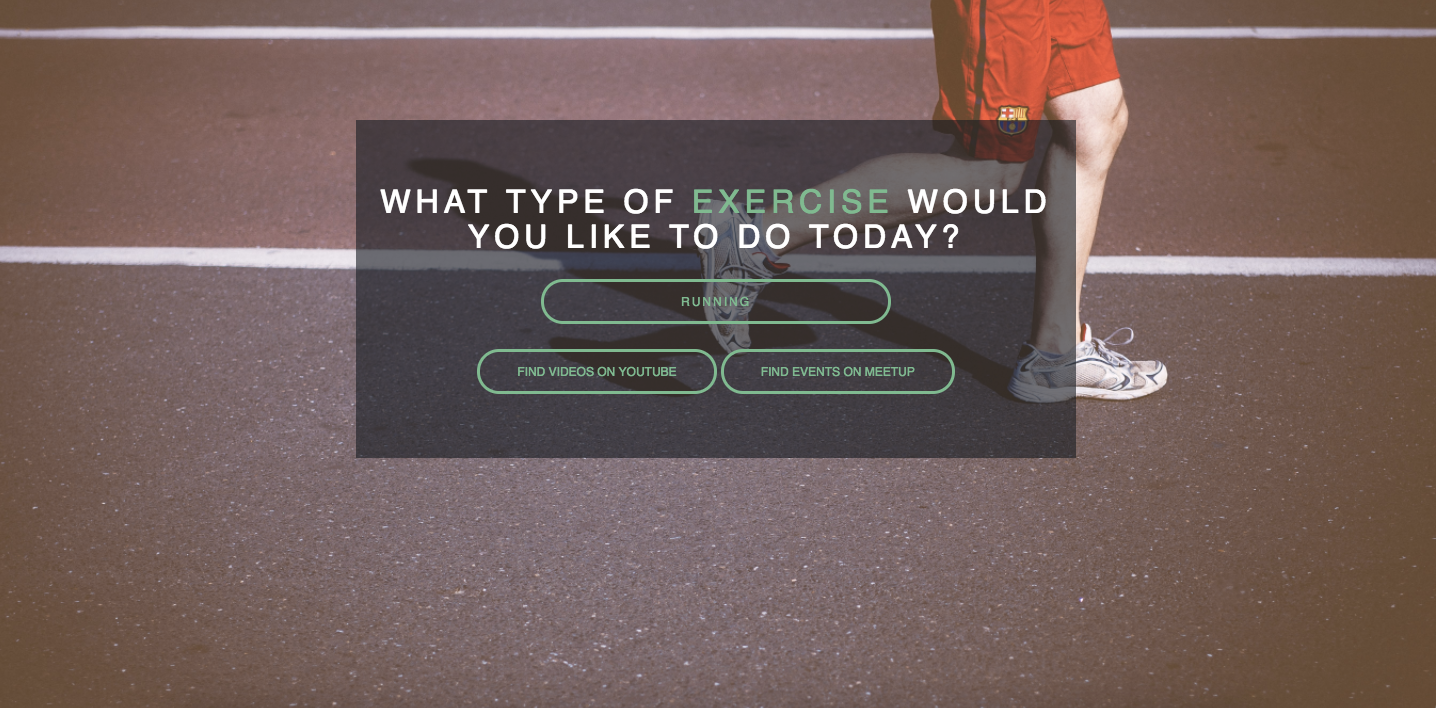 WHAT TYPE OF EXERCISE WOULD
YOU LIKE TO DO TODAY?
RUNNING
FIND VIDEOS ON YOUTUBE
FIND EVENTS ON MEETUP